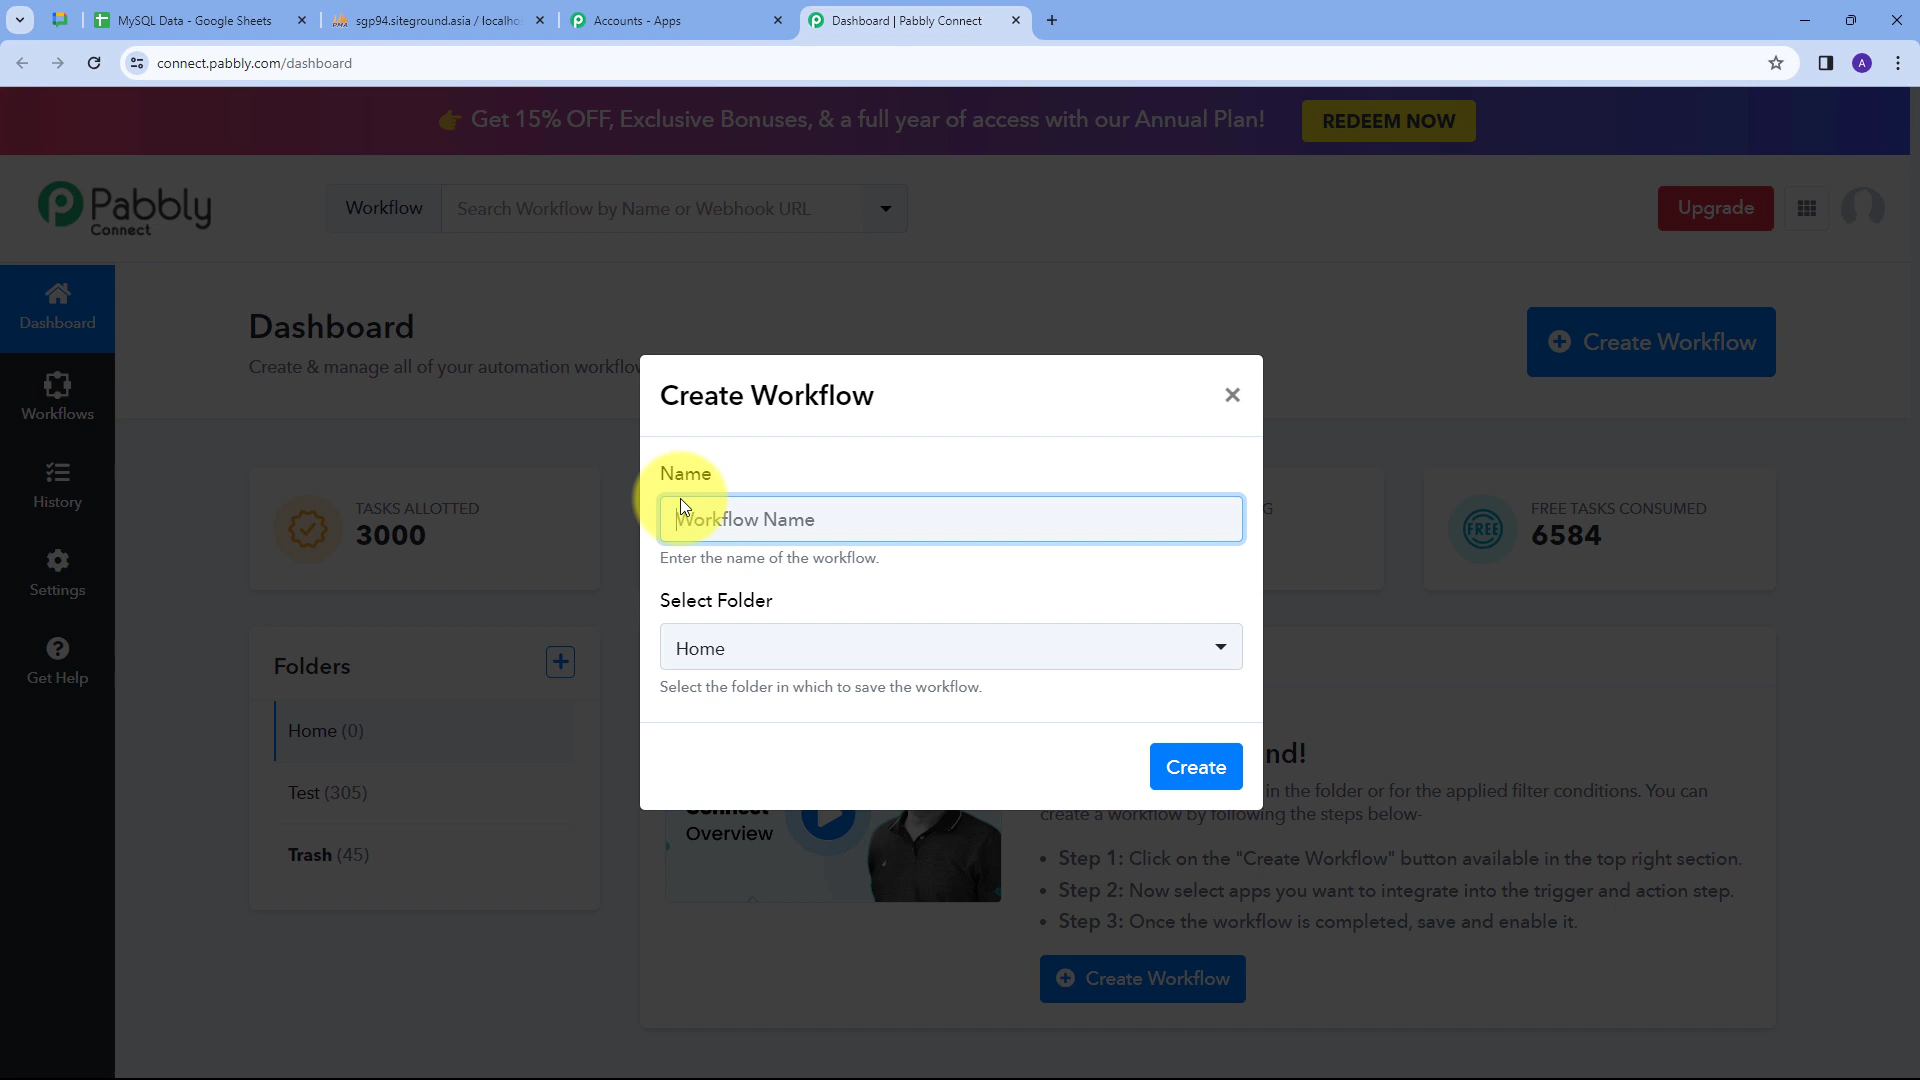 MySQL Data - Google Sheets
sgp94.siteground.asia / localho
Accounts - Apps
Dashboard | Pabbly Connect
connect.pabbly.com/dashboard
A
👉 Get 15% OFF, Exclusive Bonuses, & a full year of access with our Annual Plan!
REDEEM NOW
Pabbly
Connect
Workflow
Search Workflow by Name or Webhook URL
Upgrade
Dashboard
Workflows
History
Settings
Get Help
Dashboard
Create & manage all of your automation workflow
Create Workflow
TASKS ALLOTTED
3000
G
FREE
FREE TASKS CONSUMED
6584
Folders
Home (0)
Test (305)
Trash (45)
Create Workflow
Name
Workflow Name
Enter the name of the workflow.
Select Folder
Home
Select the folder in which to save the workflow.
Create
Connect
Overview
nd!
in the folder or for the applied filter conditions. You can
create a workflow by following the steps below-
• Step 1: Click on the "Create Workflow" button available in the top right section.
• Step 2: Now select apps you want to integrate into the trigger and action step.
• Step 3: Once the workflow is completed, save and enable it.
Create Workflow